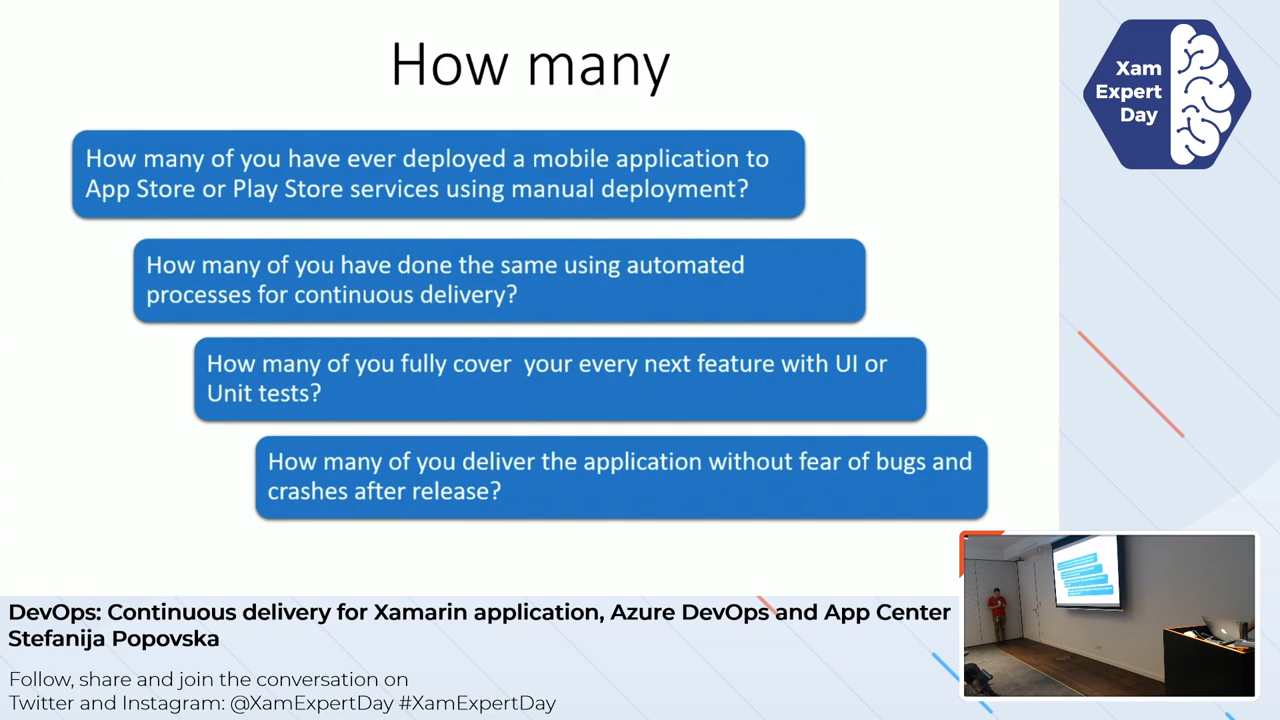 How many
Xam
Expert
Day
How many of you have ever deployed a mobile application to
App Store or Play Store services using manual deployment?
How many of you have done the same using automated
processes for continuous delivery?
How many of you fully cover  your every next feature with UI or
Unit tests?
How many of you deliver the application without fear of bugs and
crashes after release?
DevOps: Continuous delivery for Xamarin application, Azure DevOps and App Center
Stefanija Popovska
Follow, share and join the conversation on
Twitter and Instagram: @XamExpertDay #XamExpertDay